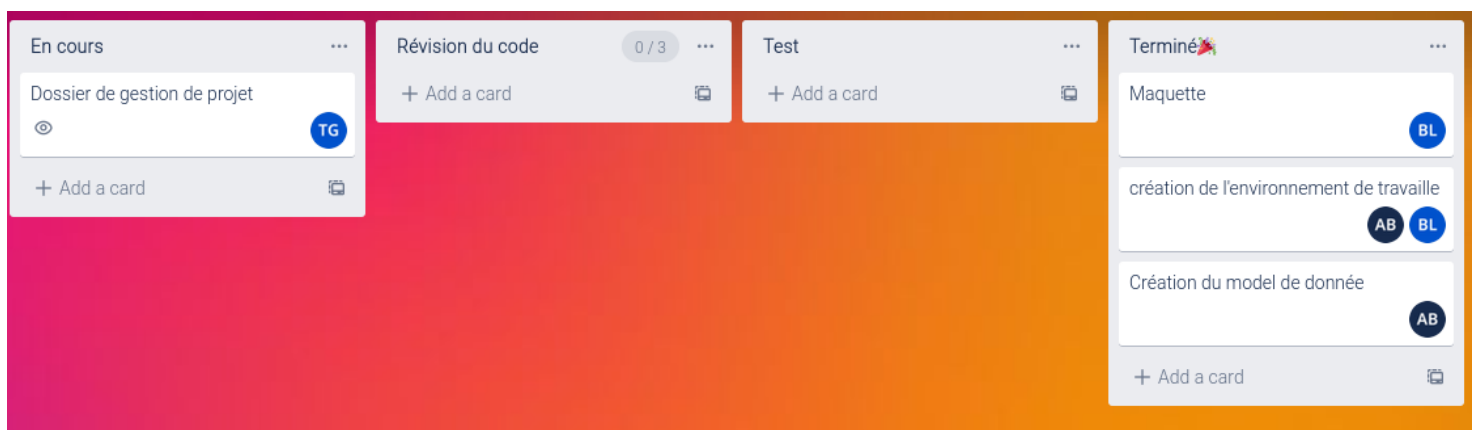 En cours
Dossier de gestion de projet
TG
+ Add a card
Révision du code
0 / 3
+ Add a card
Test
+ Add a card
Terminé🎉
Maquette
BL
création de l'environnement de travaille
AB BL
Création du model de donnée
AB
+ Add a card